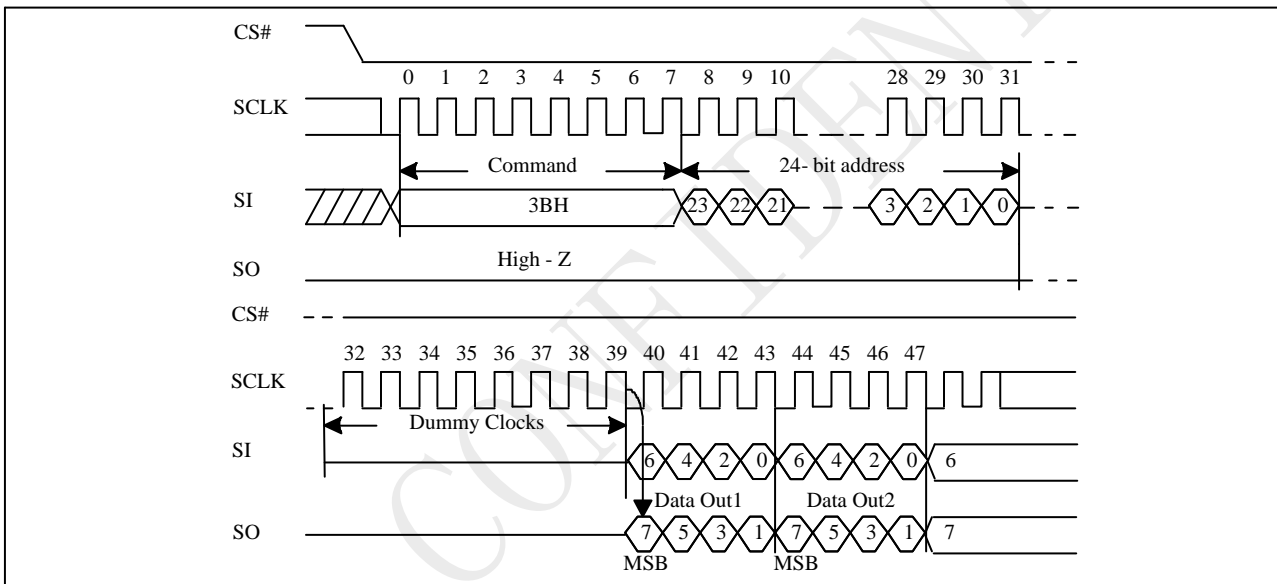 CS#
0 1 2 3 4 5 6 7 8 9 10 28 29 30 31
SCLK
Command 24- bit address
SI 3BH 23 22 21 3 2 1 0
High - Z
SO
CS#
32 33 34 35 36 37 38 39 40 41 42 43 44 45 46 47
SCLK
Dummy Clocks
SI 6 4 2 0 6 4 2 0 6
Data Out1 Data Out2
SO 7 5 3 1 7 5 3 1 7
MSB MSB
CONF IDENT